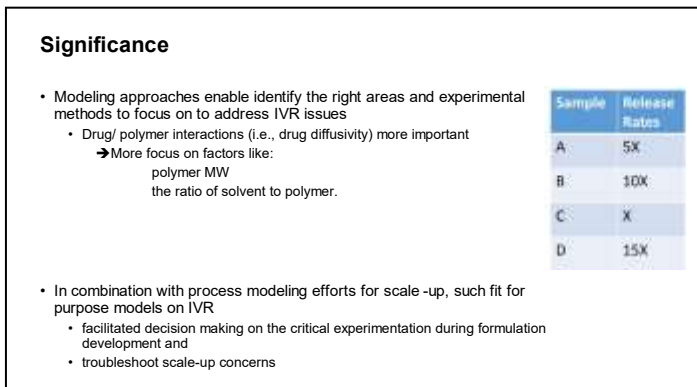 Significance
• Modeling approaches enable identify the right areas and experimental
methods to focus on to address IVR issues
• Drug/ polymer interactions (i.e., drug diffusivity) more important
➔More focus on factors like:
polymer MW
the ratio of solvent to polymer.
Sample Release
Rates
A 5X
B 10X
C X
D 15X
• In combination with process modeling efforts for scale -up, such fit for
purpose models on IVR
• facilitated decision making on the critical experimentation during formulation
development and
• troubleshoot scale-up concerns